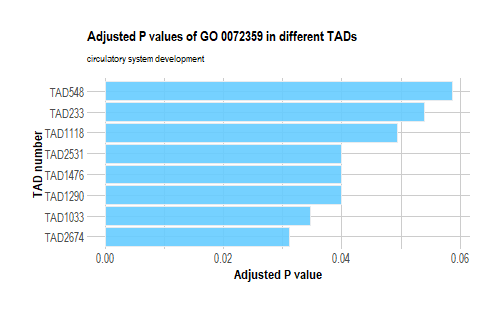 Adjusted P values of GO 0072359 in different TADs
circulatory system development
TAD number
TAD548
TAD233
TAD1118
TAD2531
TAD1476
TAD1290
TAD1033
TAD2674
0.00 0.02 0.04 0.06
Adjusted P value